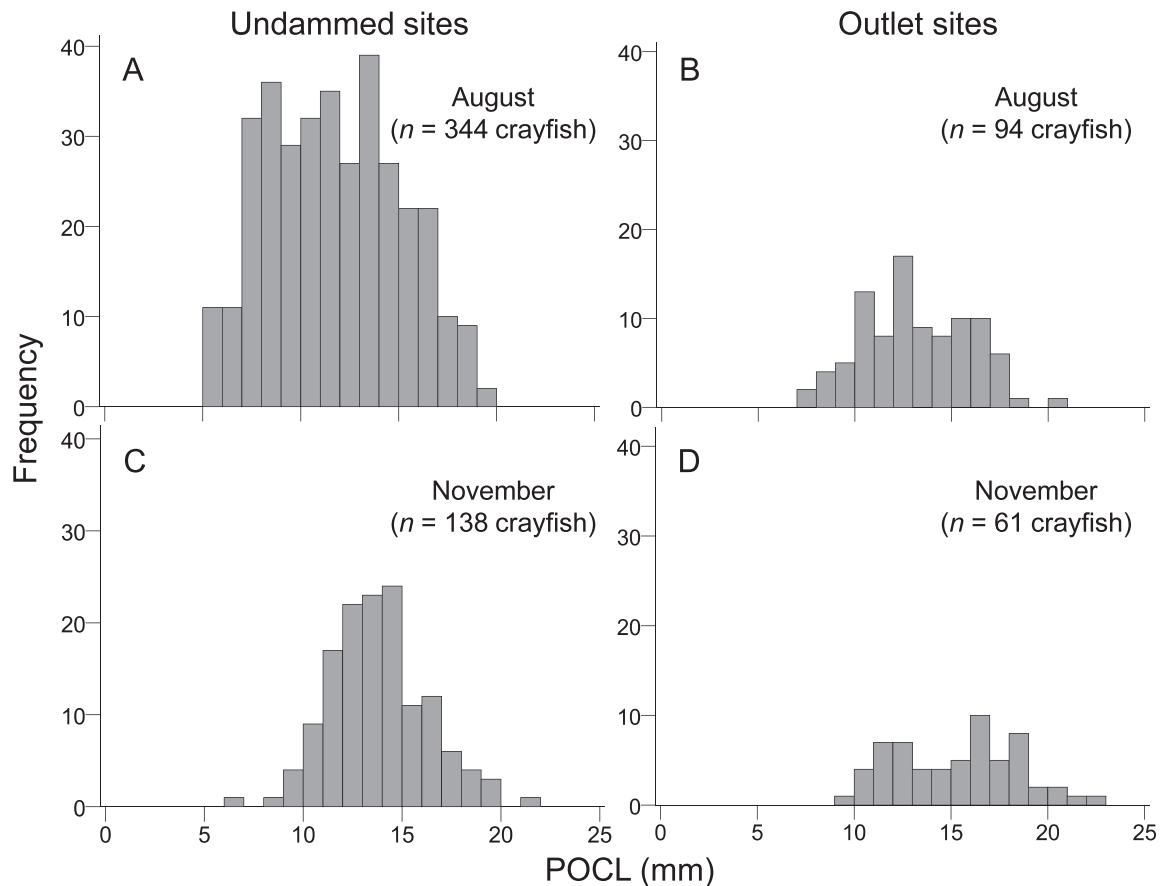 Undammed sites
Outlet sites
A
August
(n = 344 crayfish)
40
30
20
10
0
B
August
(n = 94 crayfish)
40
30
20
10
0
Frequency
C
November
(n = 138 crayfish)
40
30
20
10
0
0 5 10 15 20 25
D
November
(n = 61 crayfish)
40
30
20
10
0
0 5 10 15 20 25
POCL (mm)